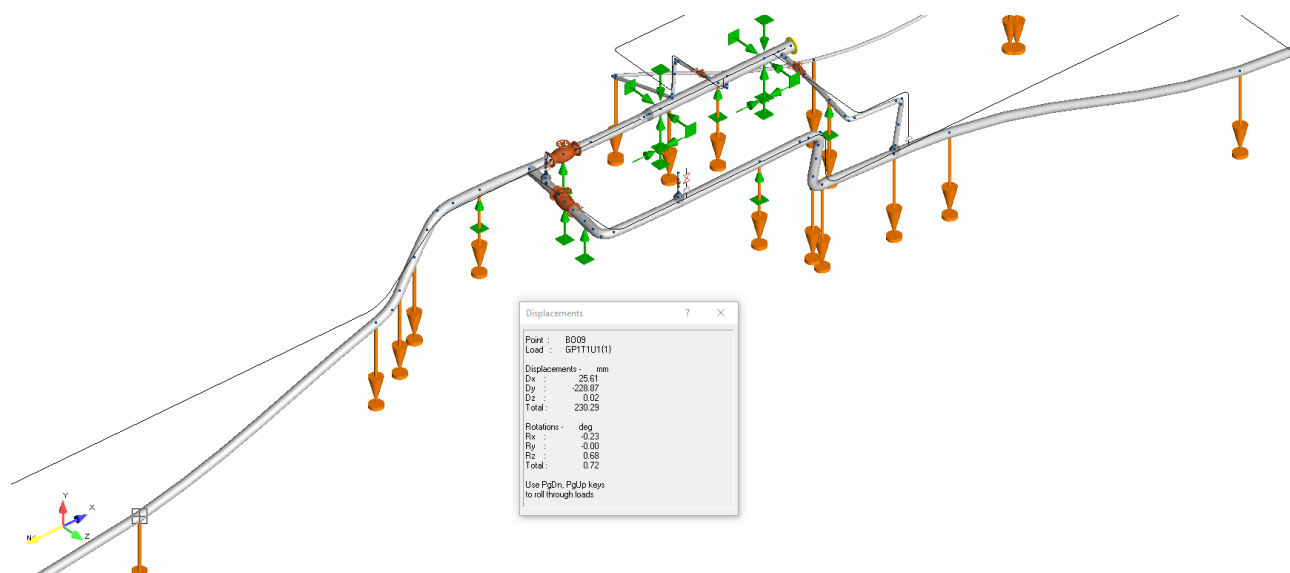 Displacements ? ×
Point : BO09
Load : GP1T1U1{1}
Displacements - mm
Dx : 25.61
Dy : -228.87
Dz : 0.02
Total : 230.29
Rotations - deg
Rx : -0.23
Ry : -0.00
Rz : 0.68
Total : 0.72
Use PgDn, PgUp keys
to roll through loads
Y
X
N
Z